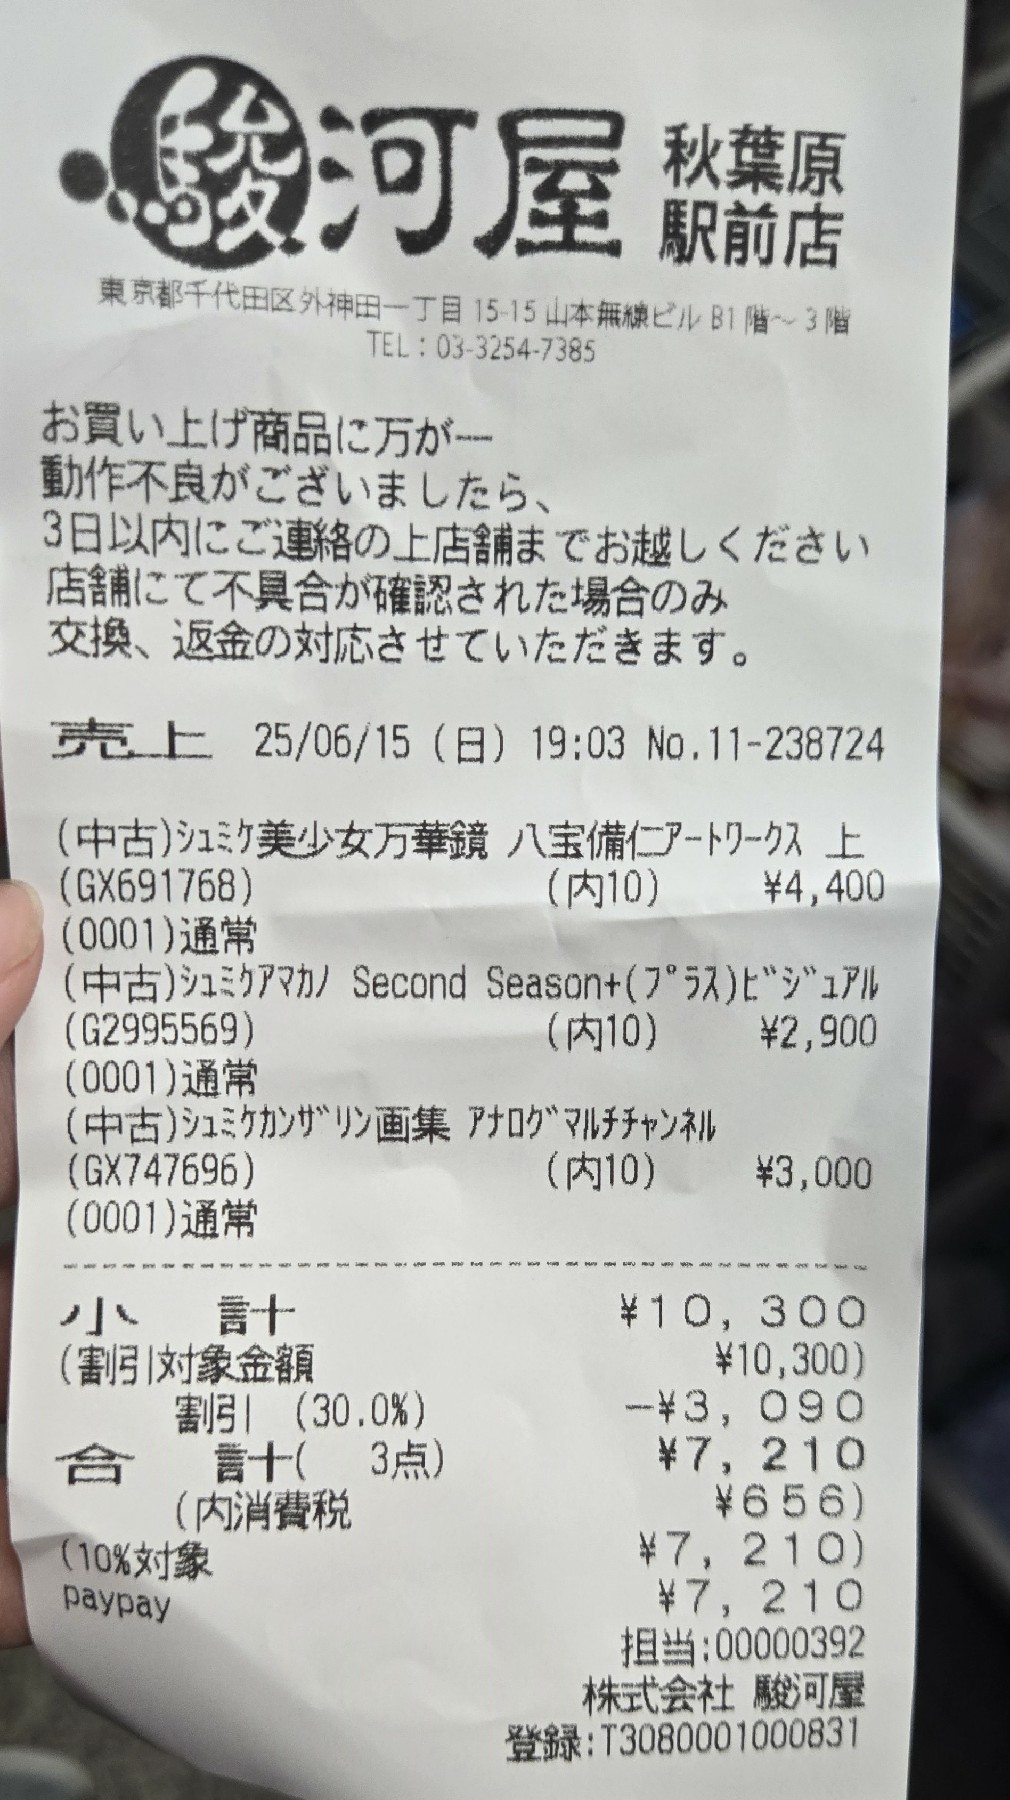 駿河屋 秋葉原駅前店
東京都千代田区外神田一丁目 15-15 山本無線ビル B1階～3階
TEL：03-3254-7385
お買い上げ商品に万が一
動作不良がございましたら、
3日以内にご連絡の上店舗までお越しください
店舗にて不具合が確認された場合のみ
交換、返金の対応させていただきます。
売上 25/06/15（日）19:03 No.11-238724
(中古)ｼｭﾐｹ美少女万華鏡 八宝備仁ｱｰﾄﾜｰｸｽ 上
(GX691768) (内10) ¥4,400
(0001)通常
(中古)ｼｭﾐｹｱﾏｶﾉ Second Season+(ﾌﾟﾗｽ)ﾋﾞｼﾞｭｱﾙ
(G2995569) (内10) ¥2,900
(0001)通常
(中古)ｼｭﾐｹｶﾝｻﾞﾘﾝ画集 ｱﾅﾛｸﾞﾏﾙﾁﾁｬﾝﾈﾙ
(GX747696) (内10) ¥3,000
(0001)通常
小 計 ¥10,300
(割引対象金額 ¥10,300)
割引 (30.0%) -¥3,090
合 計( 3点) ¥7,210
(内消費税 ¥656)
(10%対象 ¥7,210)
paypay ¥7,210
担当:00000392
株式会社 駿河屋
登録:T3080001000831